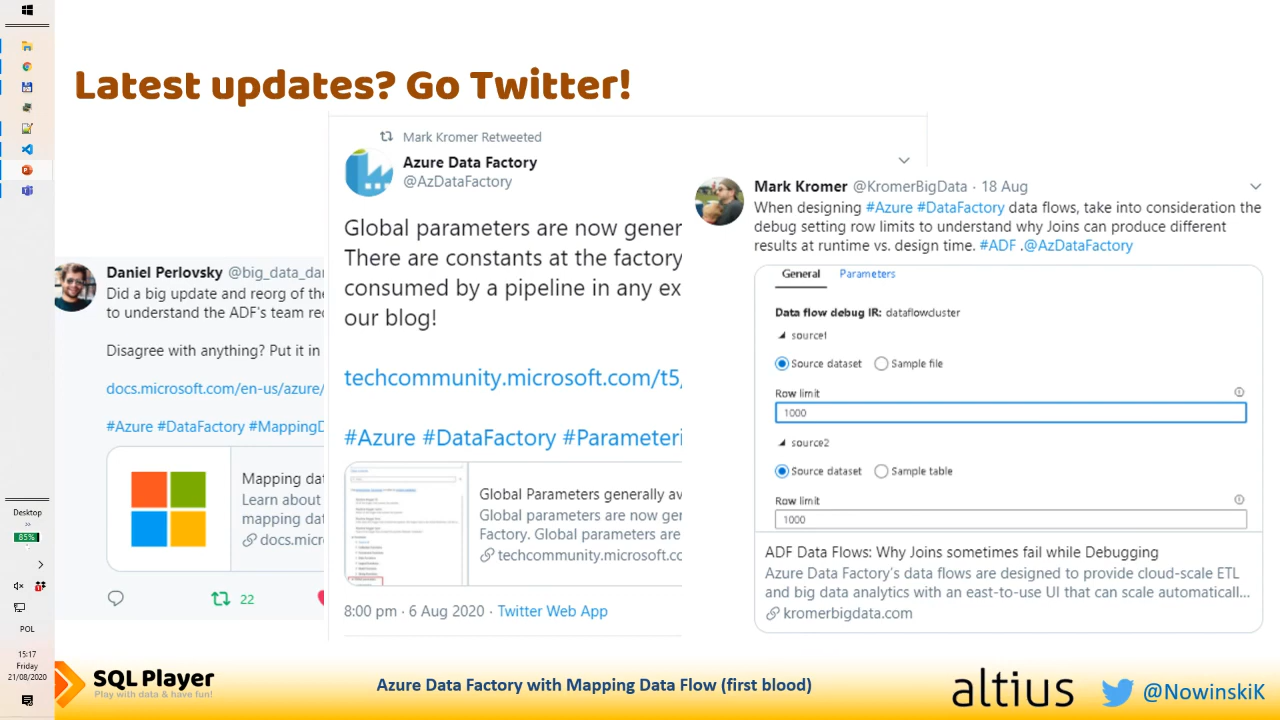 Latest updates? Go Twitter!
Daniel Perlovsky @big_data_da
Did a big update and reorg of the
to understand the ADF's team re
Disagree with anything? Put it in
docs.microsoft.com/en-us/azure/
#Azure #DataFactory #MappingD
Mapping dat
Learn about
mapping dat
docs.micr
22
Mark Kromer Retweeted
Azure Data Factory
@AzDataFactory
Global parameters are now gener
There are constants at the factory
consumed by a pipeline in any ex
our blog!
techcommunity.microsoft.com/t5/
#Azure #DataFactory #Parameteri
Global Parameters generally av
Global parameters are now ger
Factory. Global parameters are
techcommunity.microsoft.cc
8:00 pm · 6 Aug 2020 · Twitter Web App
Mark Kromer @KromerBigData · 18 Aug
When designing #Azure #DataFactory data flows, take into consideration the
debug setting row limits to understand why Joins can produce different
results at runtime vs. design time. #ADF .@AzDataFactory
General Parameters
Data flow debug IR: dataflowcluster
source1
Source dataset Sample file
Row limit
1000
source2
Source dataset Sample table
Row limit
1000
ADF Data Flows: Why Joins sometimes fail while Debugging
Azure Data Factory's data flows are designed to provide cloud-scale ETL
and big data analytics with an east-to-use UI that can scale automaticall...
kromerbigdata.com
Desktop
85%
POL
15:17
Friday
21/08/2020
SQL Player
Play with data & have fun!
Azure Data Factory with Mapping Data Flow (first blood)
altius
@NowinskiK